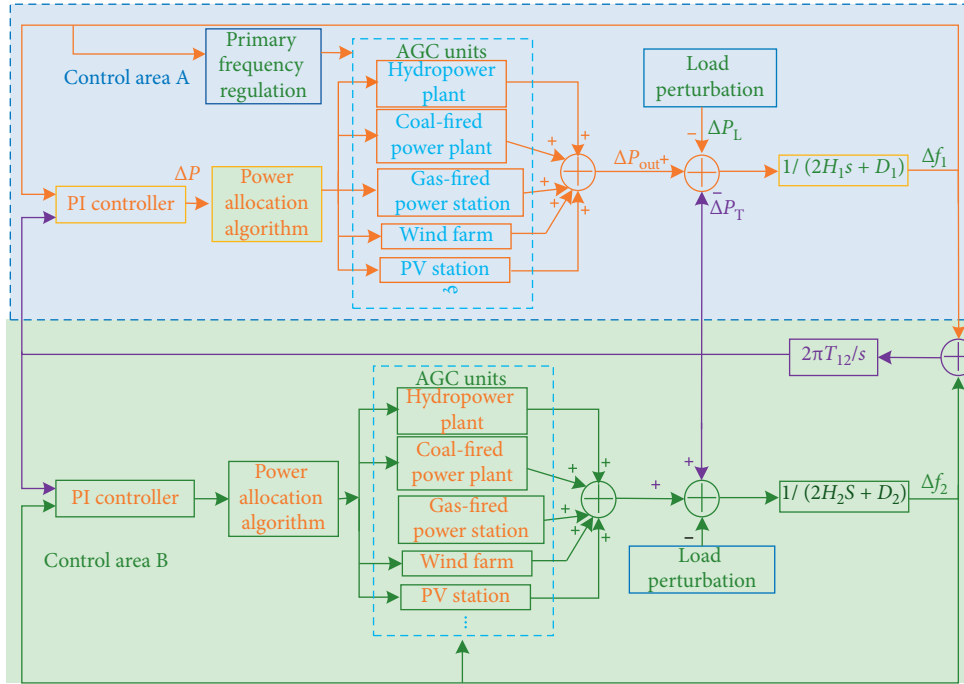 Primary
frequency
regulation
Control area A
AGC units
Hydropower
plant
Coal-fired
power plant
Gas-fired
power station
Wind farm
PV station
Load
perturbation
ΔP_L
−
ΔP
PI controller
Power
allocation
algorithm
+
+
+
+
+
ΔP_out
+
−
ΔP_T
1/ (2H_1s + D_1)
Δf_1
2πT_12/s
AGC units
Hydropower
plant
Coal-fired
power plant
Gas-fired
power station
Wind farm
PV station
...
PI controller
Power
allocation
algorithm
+
+
+
+
+
+
+
−
1/ (2H_2S + D_2)
Δf_2
Load
perturbation
Control area B